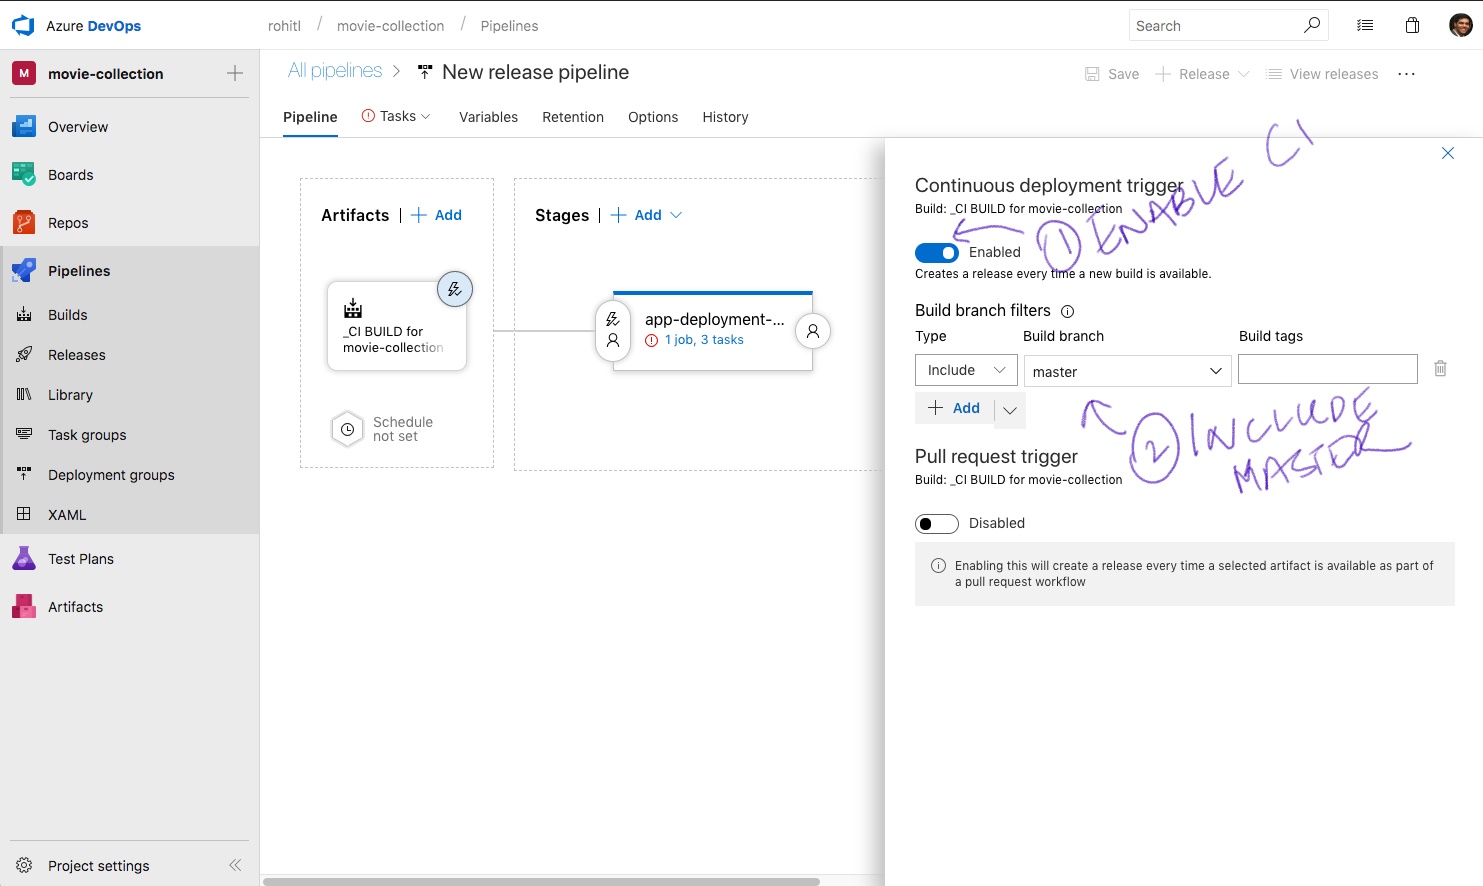 Azure DevOps
rohitl / movie-collection / Pipelines
Search
M movie-collection
Overview
Boards
Repos
Pipelines
Builds
Releases
Library
Task groups
Deployment groups
XAML
Test Plans
Artifacts
Project settings
All pipelines > New release pipeline
Save
Release
View releases
Pipeline
Tasks
Variables
Retention
Options
History
Artifacts | + Add
_CI BUILD for
movie-collection
Schedule
not set
Stages | + Add
app-deployment-...
1 job, 3 tasks
Continuous deployment trigger
Build: _CI BUILD for movie-collection
Enabled
1 ENABLE CI
Creates a release every time a new build is available.
Build branch filters
Type Build branch Build tags
Include master
+ Add
2 INCLUDE
MASTER
Pull request trigger
Build: _CI BUILD for movie-collection
Disabled
Enabling this will create a release every time a selected artifact is available as part of
a pull request workflow